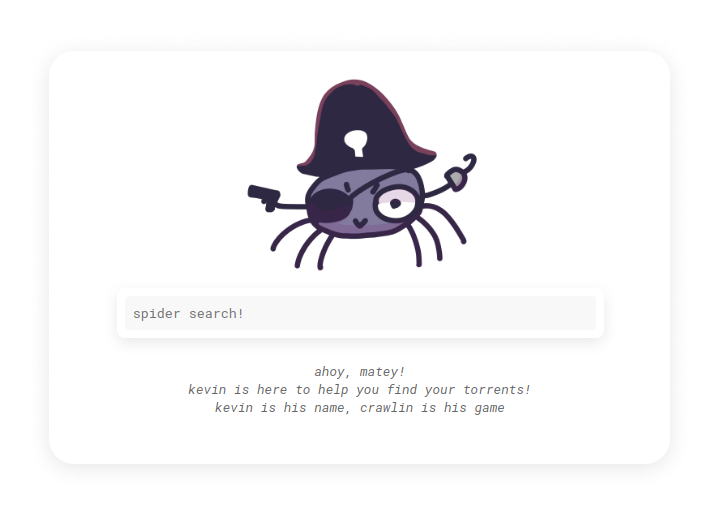 spider search!
ahoy, matey!
kevin is here to help you find your torrents!
kevin is his name, crawlin is his game